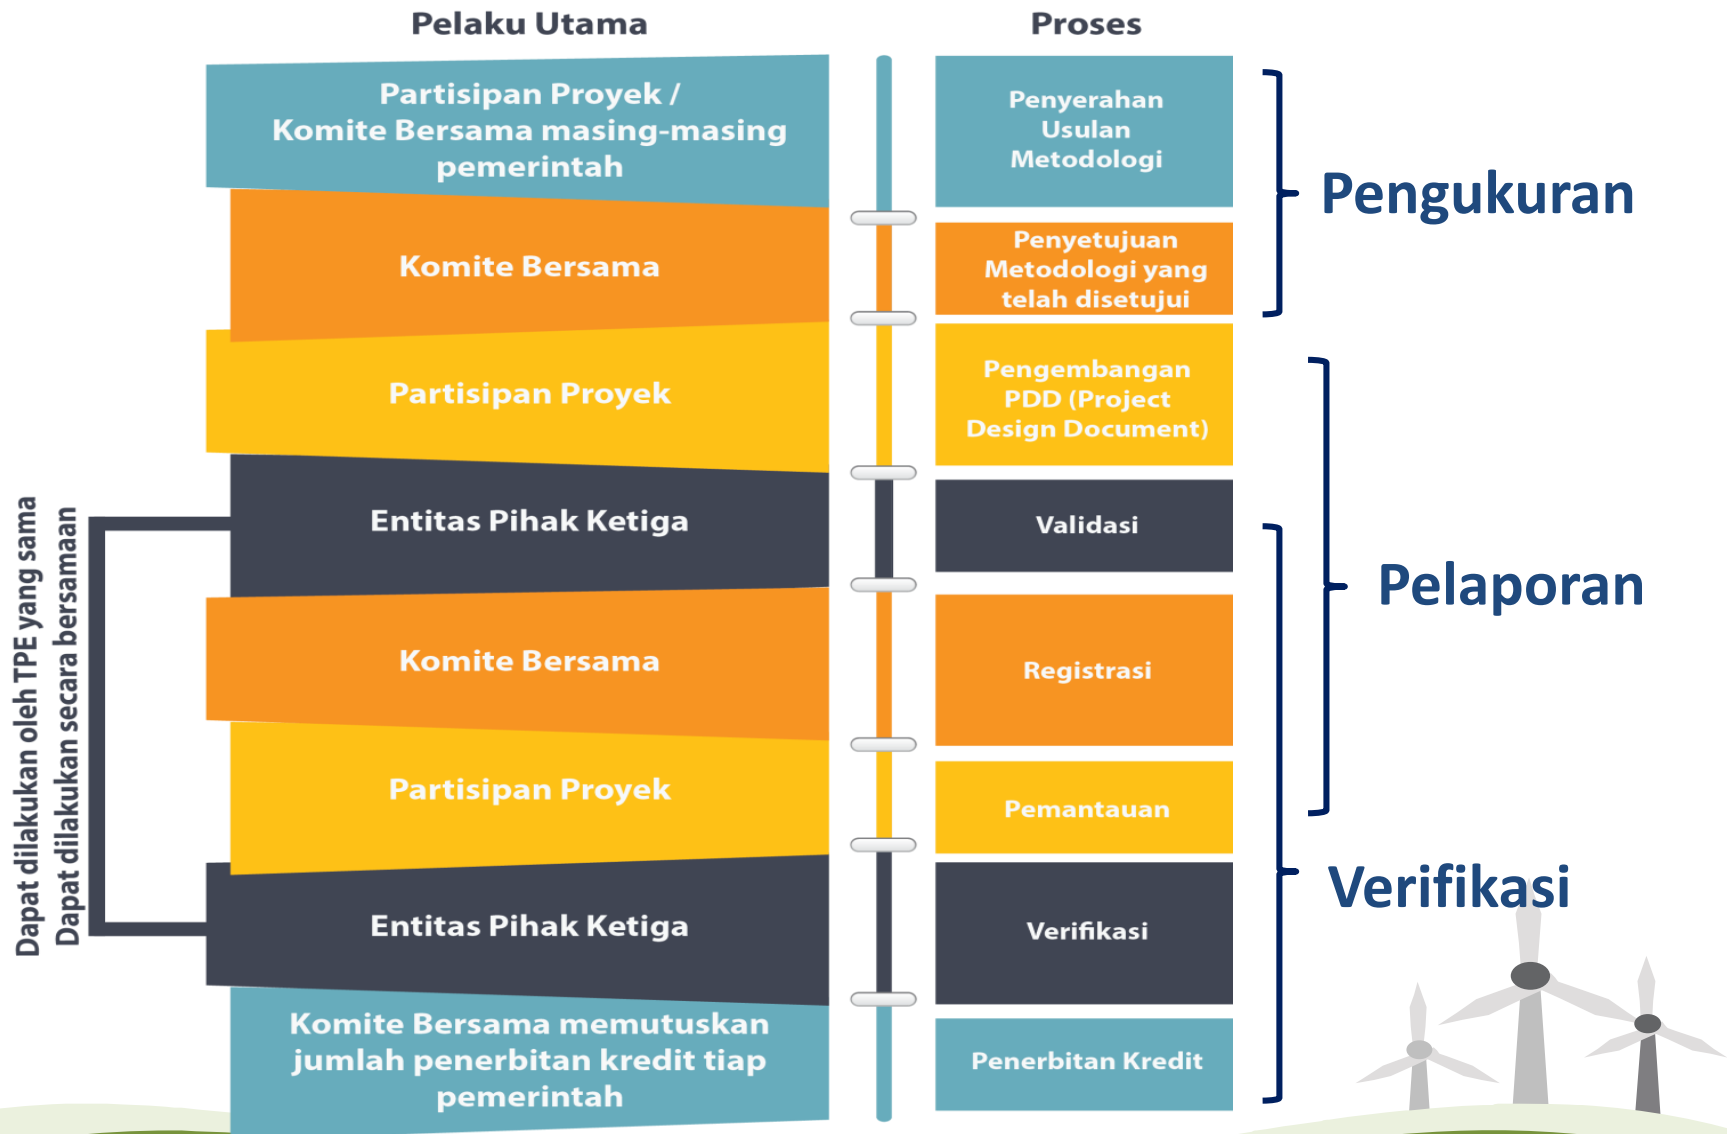 Pelaku Utama
Proses
Partisipan Proyek /
Komite Bersama masing-masing
pemerintah
Penyerahan
Usulan
Metodologi
Pengukuran
Komite Bersama
Penyetujuan
Metodologi yang
telah disetujui
Partisipan Proyek
Pengembangan
PDD (Project
Design Document)
Entitas Pihak Ketiga
Validasi
Pelaporan
Komite Bersama
Registrasi
Partisipan Proyek
Pemantauan
Entitas Pihak Ketiga
Verifikasi
Verifikasi
Komite Bersama memutuskan
jumlah penerbitan kredit tiap
pemerintah
Penerbitan Kredit
Dapat dilakukan oleh TPE yang sama
Dapat dilakukan secara bersamaan